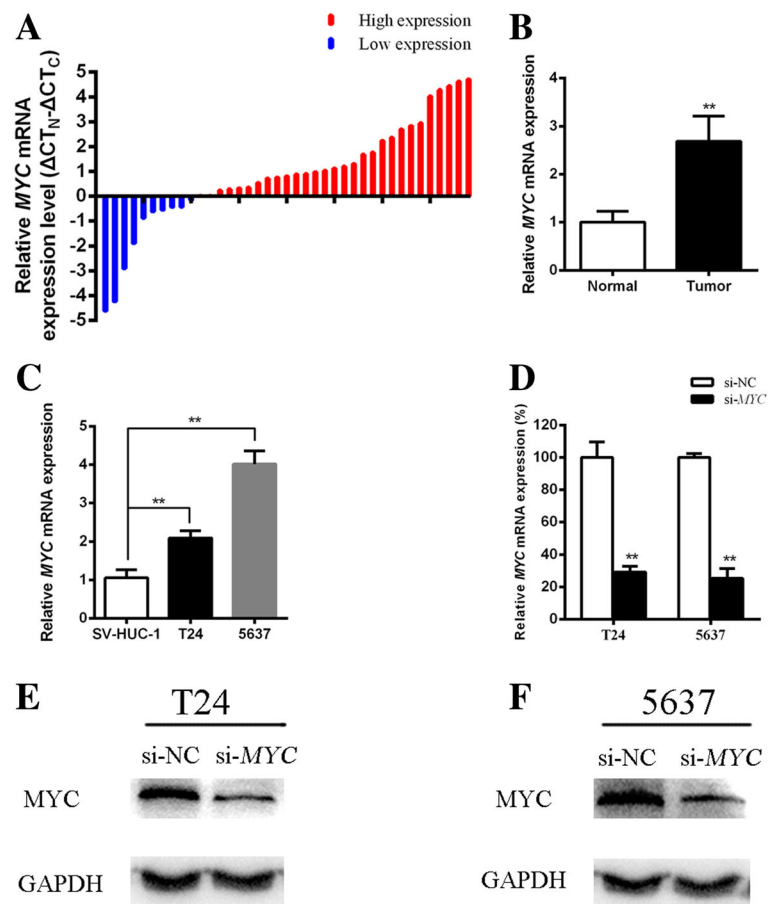 A
High expression
Low expression
Relative MYC mRNA
expression level (ΔCTN-ΔCTC)
5
4
3
2
1
0
-1
-2
-3
-4
-5
B
Relative MYC mRNA expression
4
3
2
1
0
**
Normal Tumor
C
Relative MYC mRNA expression
5
4
3
2
1
0
**
**
SV-HUC-1 T24 5637
D
si-NC
si-MYC
Relative MYC mRNA expression (%)
120
100
80
60
40
20
0
**
**
T24 5637
E
T24
si-NC si-MYC
MYC
GAPDH
F
5637
si-NC si-MYC
MYC
GAPDH